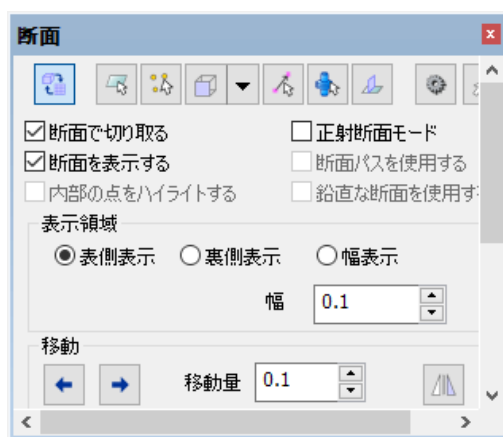 断面
断面で切り取る 正射断面モード
断面を表示する 断面パスを使用する
内部の点をハイライトする 鉛直な断面を使用す
表示領域
表側表示 裏側表示 幅表示
幅 0.1
移動
移動量 0.1